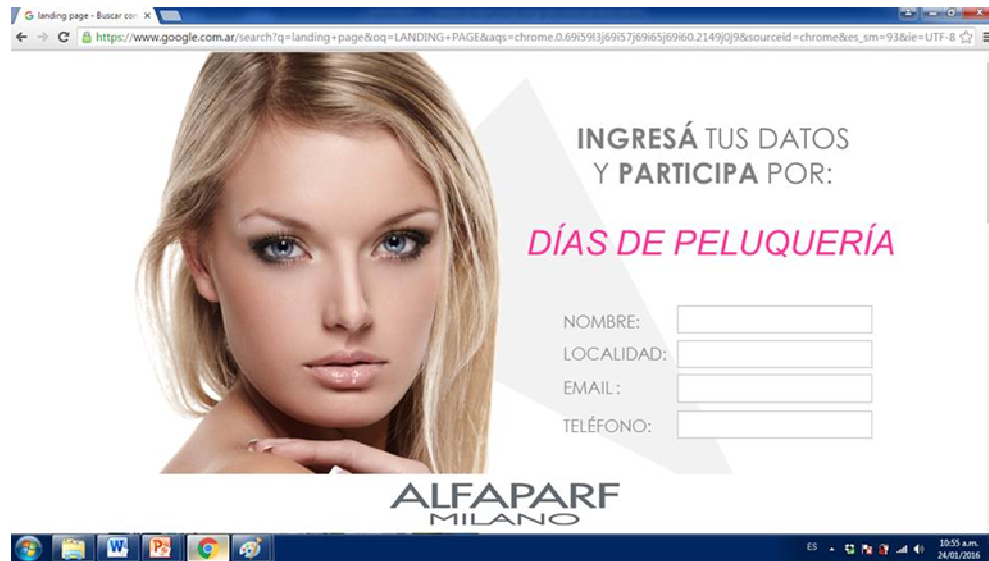 landing page - Buscar con
https://www.google.com.ar/search?q=landing+page&oq=LANDING+PAGE&aqs=chrome.0.69i59l3j69i57j69i65j69i60.2149j0j9&sourceid=chrome&es_sm=93&ie=UTF-8
INGRESÁ TUS DATOS
Y PARTICIPA POR:
DÍAS DE PELUQUERÍA
NOMBRE:
LOCALIDAD:
EMAIL :
TELÉFONO:
ALFAPARF
MILANO
ES
10:55 a.m.
24/01/2016